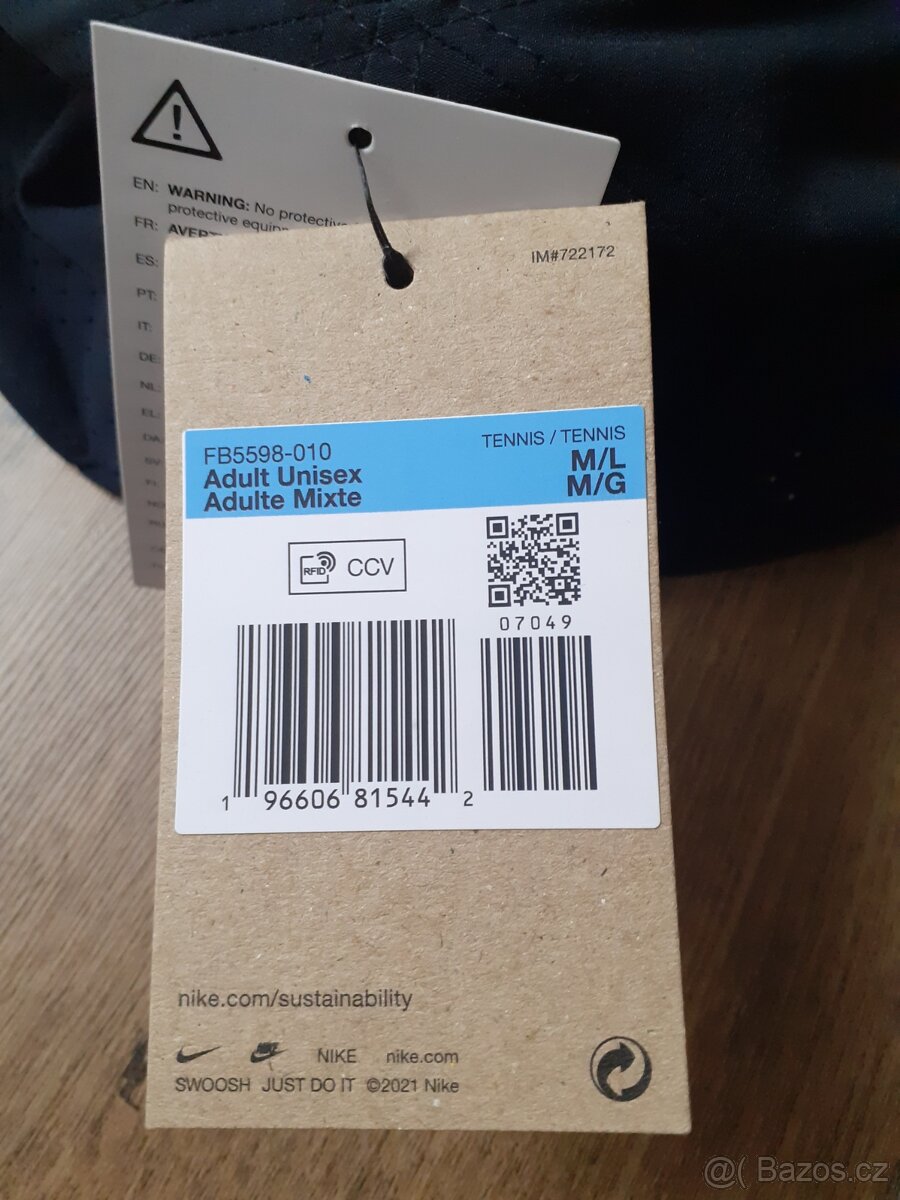 EN: WARNING: No protective
protective equipm
FR: AVERT
ES:
PT:
IT:
DE:
NL:
EL:
DA:
IM#722172
FB5598-010
Adult Unisex
Adulte Mixte
TENNIS / TENNIS
M/L
M/G
RFID CCV
07049
1 96606 81544 2
nike.com/sustainability
NIKE nike.com
SWOOSH JUST DO IT ©2021 Nike
@( Bazos.cz